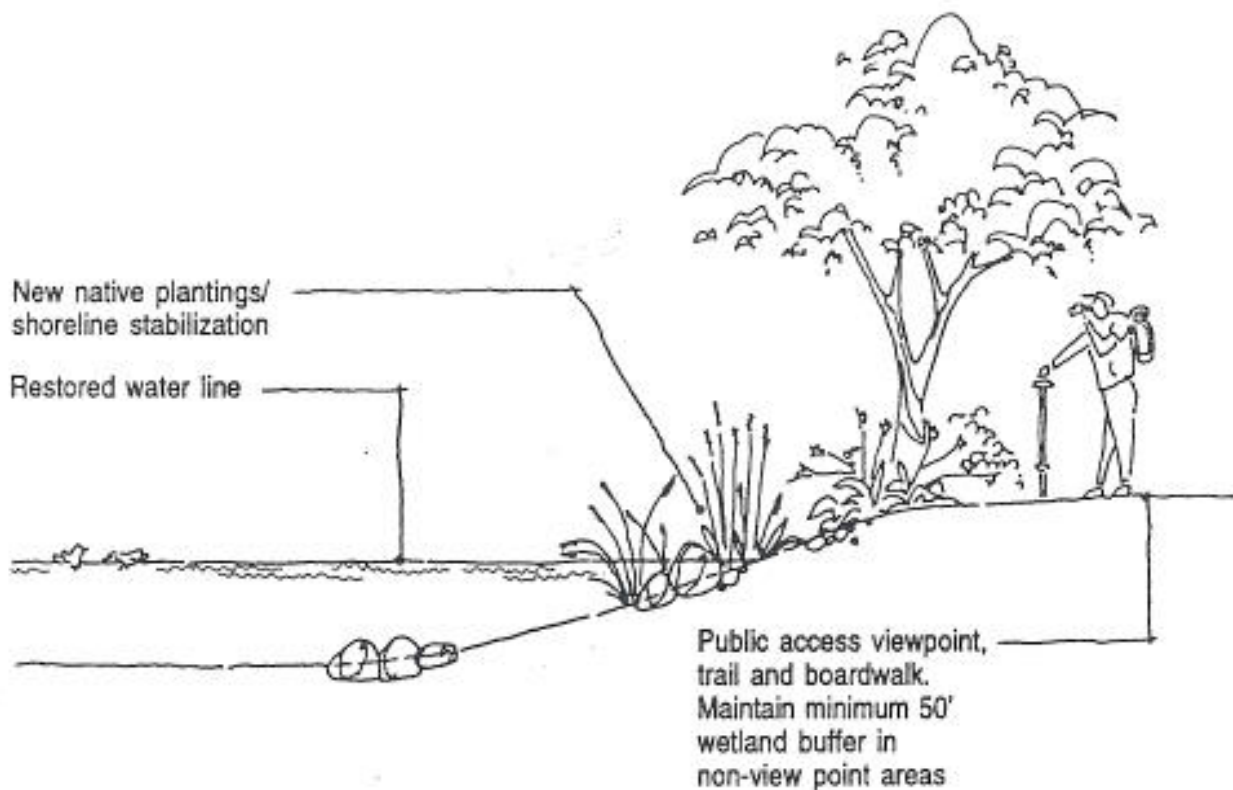 New native plantings/
shoreline stabilization
Restored water line
Public access viewpoint,
trail and boardwalk.
Maintain minimum 50'
wetland buffer in
non-view point areas